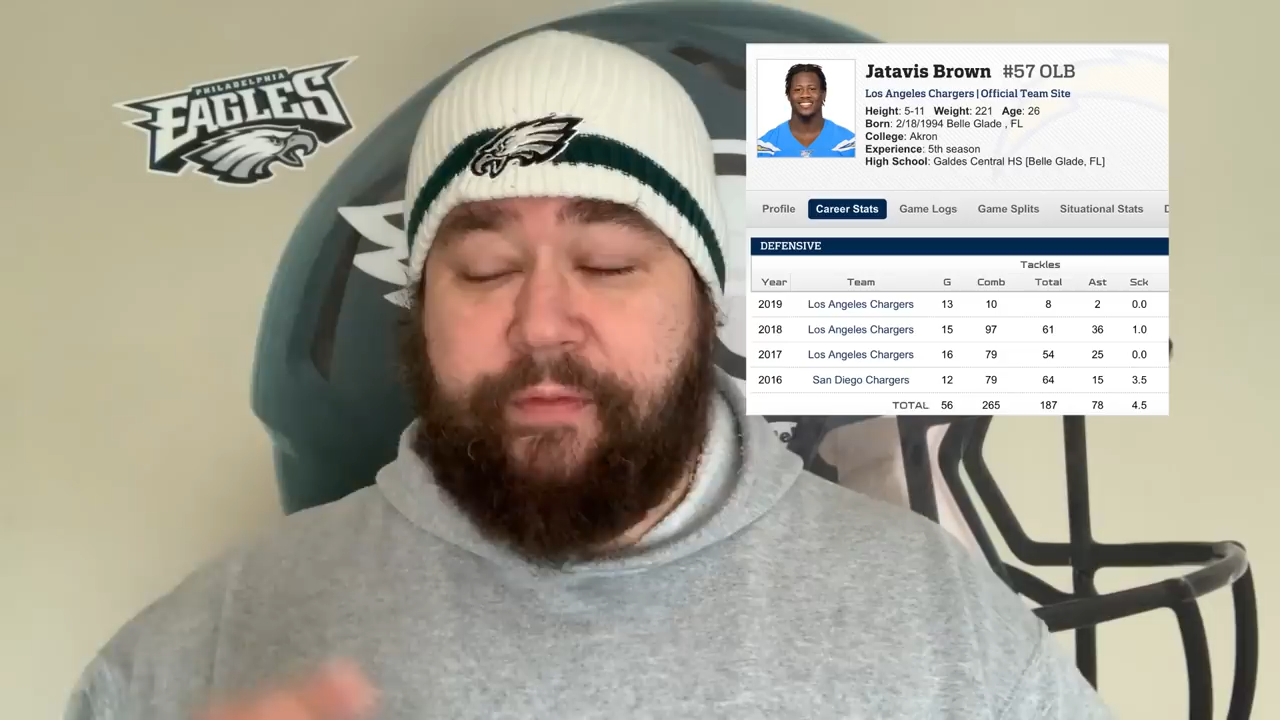 PHILADELPHIA
EAGLES
Jatavis Brown #57 OLB
Los Angeles Chargers | Official Team Site
Height: 5-11 Weight: 221 Age: 26
Born: 2/18/1994 Belle Glade , FL
College: Akron
Experience: 5th season
High School: Galdes Central HS [Belle Glade, FL]
Profile Career Stats Game Logs Game Splits Situational Stats D
DEFENSIVE
Tackles
Year Team G Comb Total Ast Sck
2019 Los Angeles Chargers 13 10 8 2 0.0
2018 Los Angeles Chargers 15 97 61 36 1.0
2017 Los Angeles Chargers 16 79 54 25 0.0
2016 San Diego Chargers 12 79 64 15 3.5
TOTAL 56 265 187 78 4.5